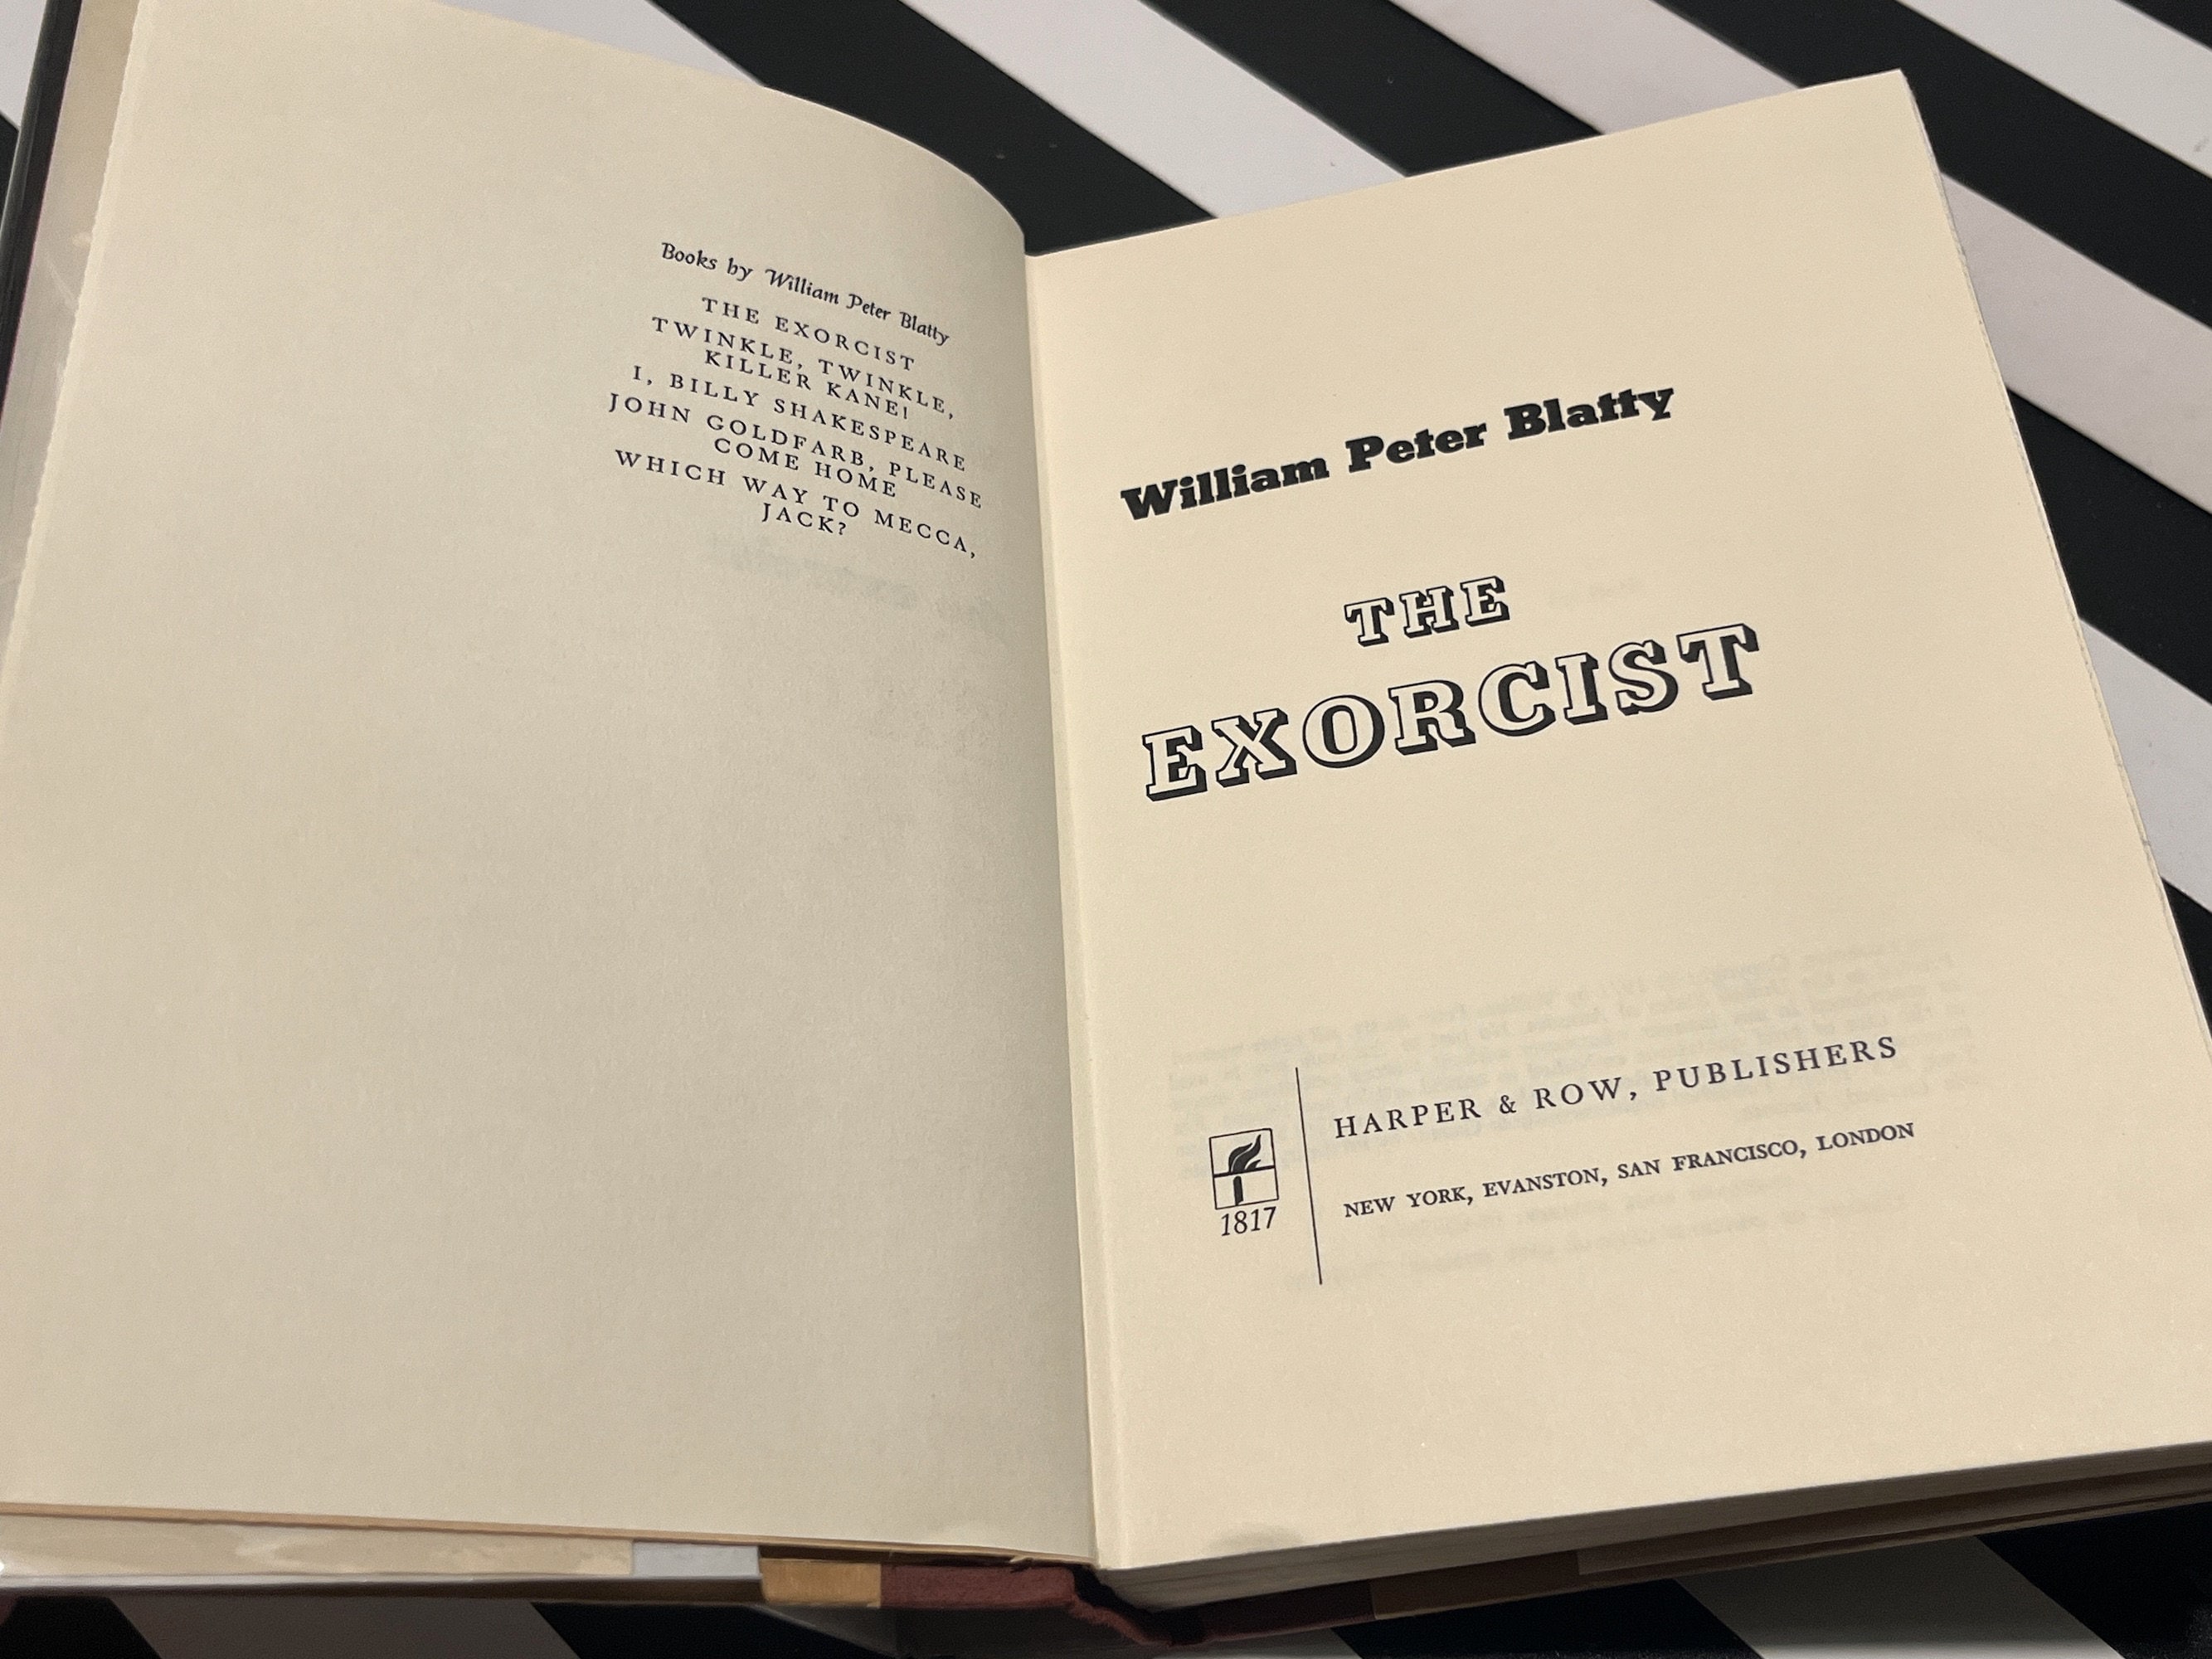 Books by William Peter Blatty
THE EXORCIST
TWINKLE, TWINKLE,
KILLER KANE!
I, BILLY SHAKESPEARE
JOHN GOLDFARB, PLEASE
COME HOME
WHICH WAY TO MECCA,
JACK?
William Peter Blatty
THE
EXORCIST
HARPER & ROW, PUBLISHERS
NEW YORK, EVANSTON, SAN FRANCISCO, LONDON
1817